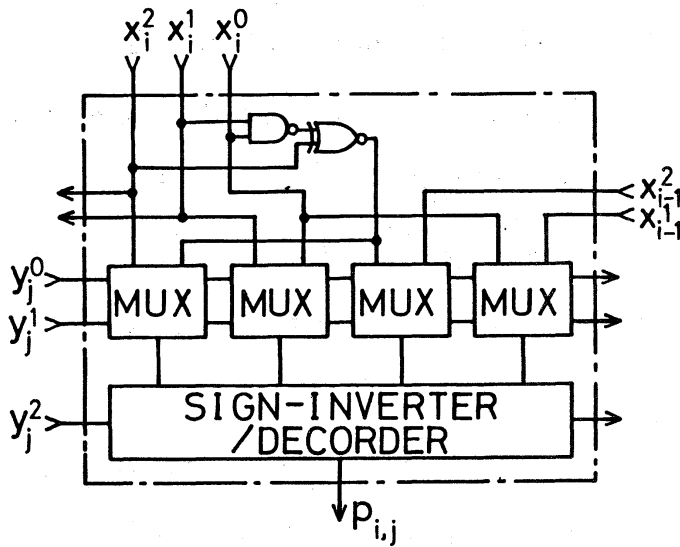 x_i^2 x_i^1 x_i^0
x_{i-1}^2
x_{i-1}^1
y_j^0
MUX MUX MUX MUX
y_j^1
SIGN-INVERTER
/DECORDER
y_j^2
p_{i,j}